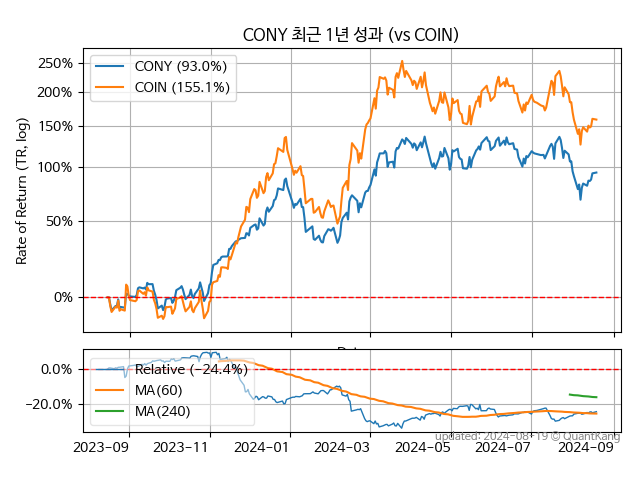 CONY 최근 1년 성과 (vs COIN)
Rate of Return (TR, log)
250%
200%
150%
100%
50%
0%
CONY (93.0%)
COIN (155.1%)
0.0%
−20.0%
Relative (−24.4%)
MA(60)
MA(240)
updated: 2024−08−19 © QuantKang
2023−09
2023−11
2024−01
2024−03
2024−05
2024−07
2024−09